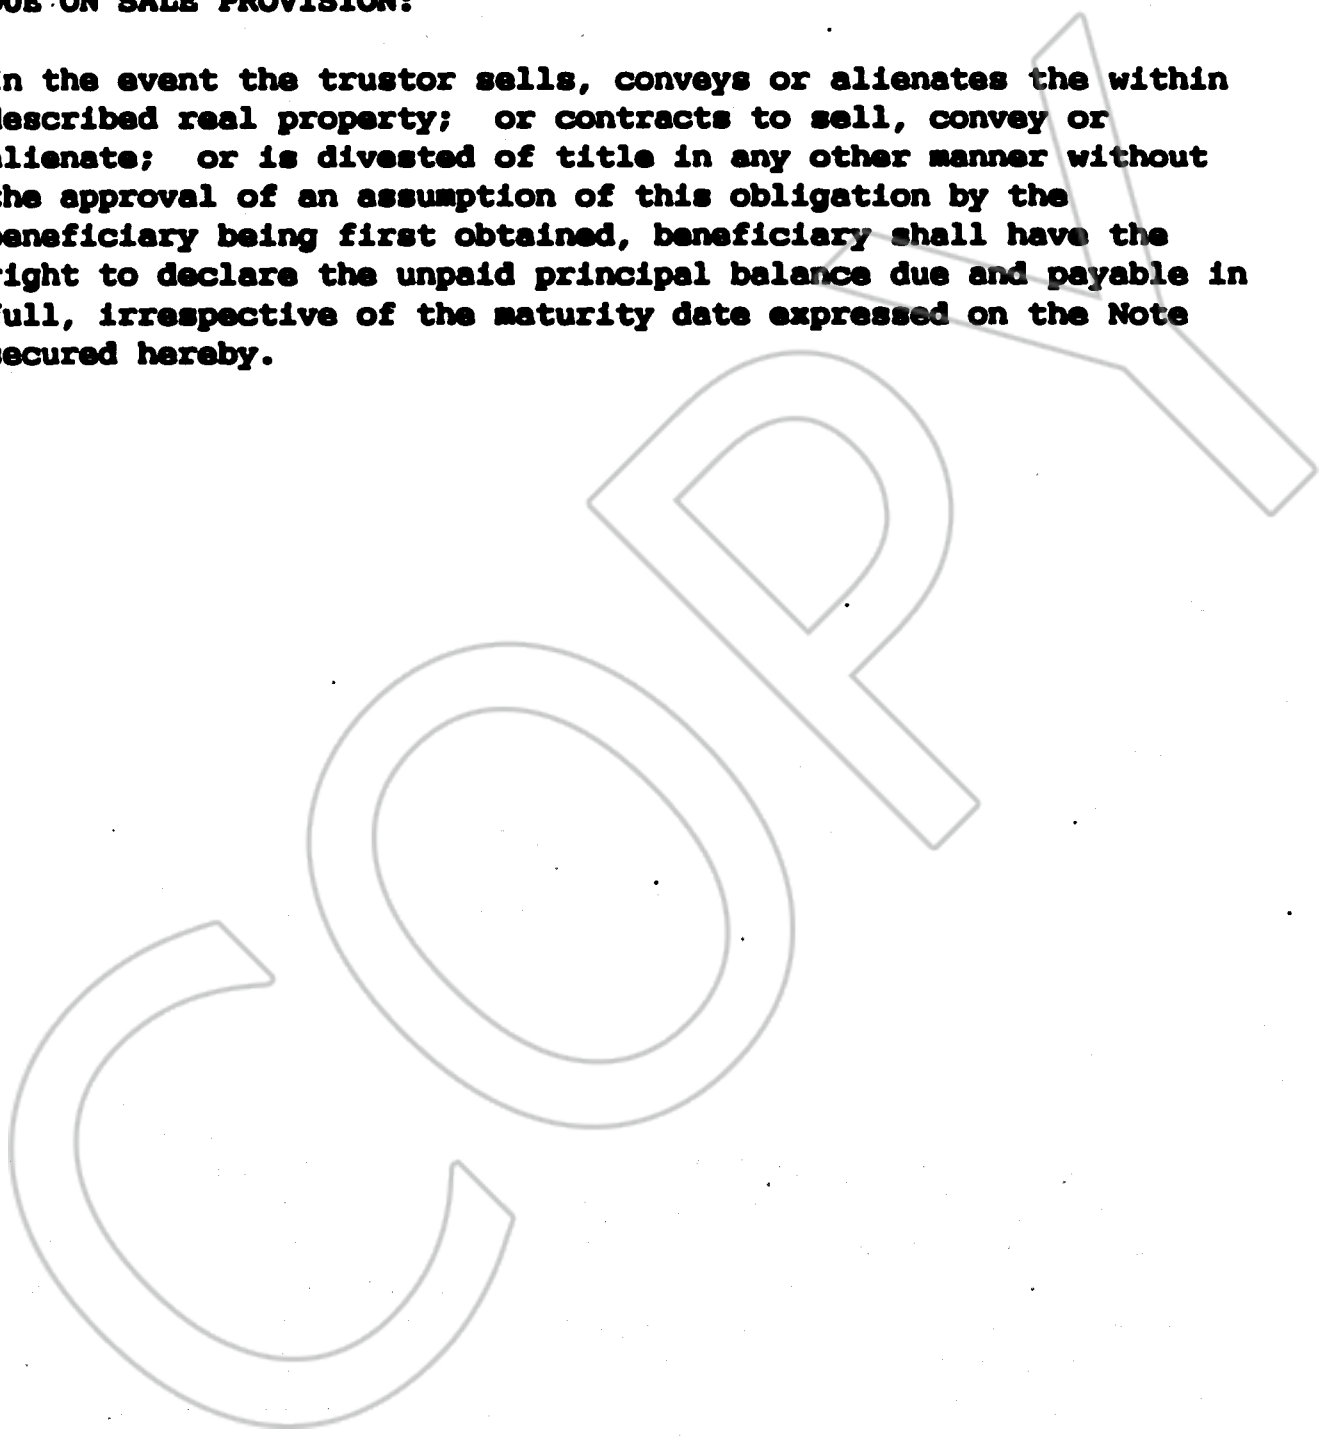 DUE ON SALE PROVISION:
In the event the trustor sells, conveys or alienates the within
described real property; or contracts to sell, convey or
alienate; or is divested of title in any other manner without
the approval of an assumption of this obligation by the
beneficiary being first obtained, beneficiary shall have the
right to declare the unpaid principal balance due and payable in
full, irrespective of the maturity date expressed on the Note
secured hereby.
COPY